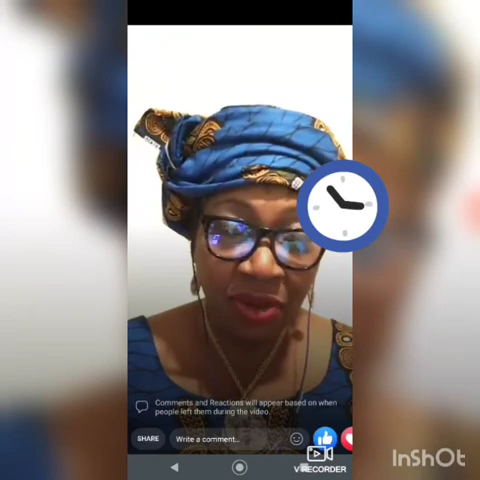 Comments and Reactions will appear based on when
people left them during the video.
SHARE
Write a comment...
V RECORDER
InShOt